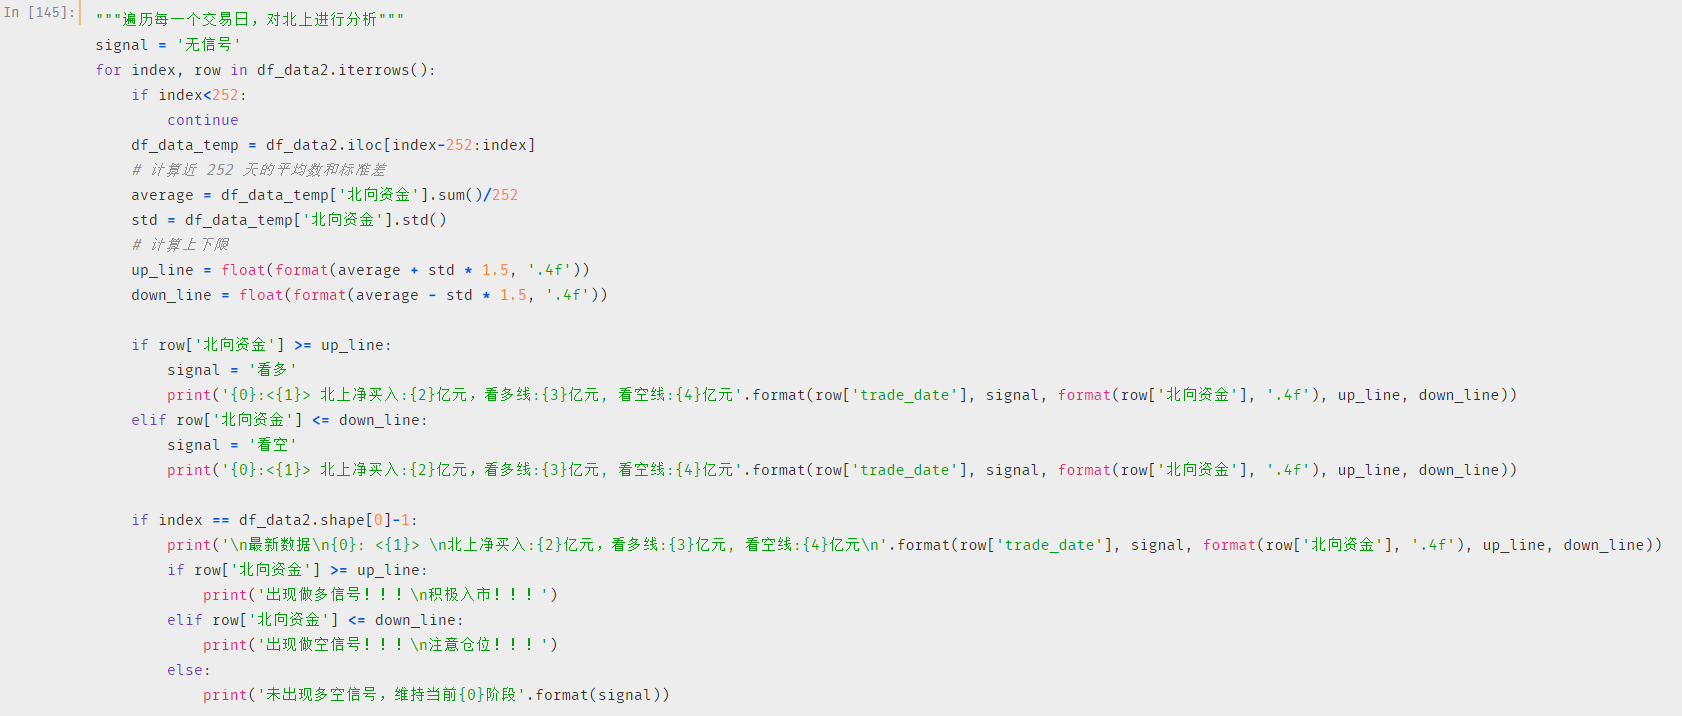 In [145]:
"""遍历每一个交易日，对北上进行分析"""
signal = '无信号'
for index, row in df_data2.iterrows():
    if index<252:
        continue
    df_data_temp = df_data2.iloc[index-252:index]
    # 计算近 252 天的平均数和标准差
    average = df_data_temp['北向资金'].sum()/252
    std = df_data_temp['北向资金'].std()
    # 计算上下限
    up_line = float(format(average + std * 1.5, '.4f'))
    down_line = float(format(average - std * 1.5, '.4f'))
    if row['北向资金'] >= up_line:
        signal = '看多'
        print('{0}:<{1}> 北上净买入:{2}亿元，看多线:{3}亿元, 看空线:{4}亿元'.format(row['trade_date'], signal, format(row['北向资金'], '.4f'), up_line, down_line))
    elif row['北向资金'] <= down_line:
        signal = '看空'
        print('{0}:<{1}> 北上净买入:{2}亿元，看多线:{3}亿元, 看空线:{4}亿元'.format(row['trade_date'], signal, format(row['北向资金'], '.4f'), up_line, down_line))
    if index == df_data2.shape[0]-1:
        print('\n最新数据\n{0}: <{1}> \n北上净买入:{2}亿元，看多线:{3}亿元, 看空线:{4}亿元\n'.format(row['trade_date'], signal, format(row['北向资金'], '.4f'), up_line, down_line))
        if row['北向资金'] >= up_line:
            print('出现做多信号！！！\n积极入市！！！')
        elif row['北向资金'] <= down_line:
            print('出现做空信号！！！\n注意仓位！！！')
        else:
            print('未出现多空信号，维持当前{0}阶段'.format(signal))